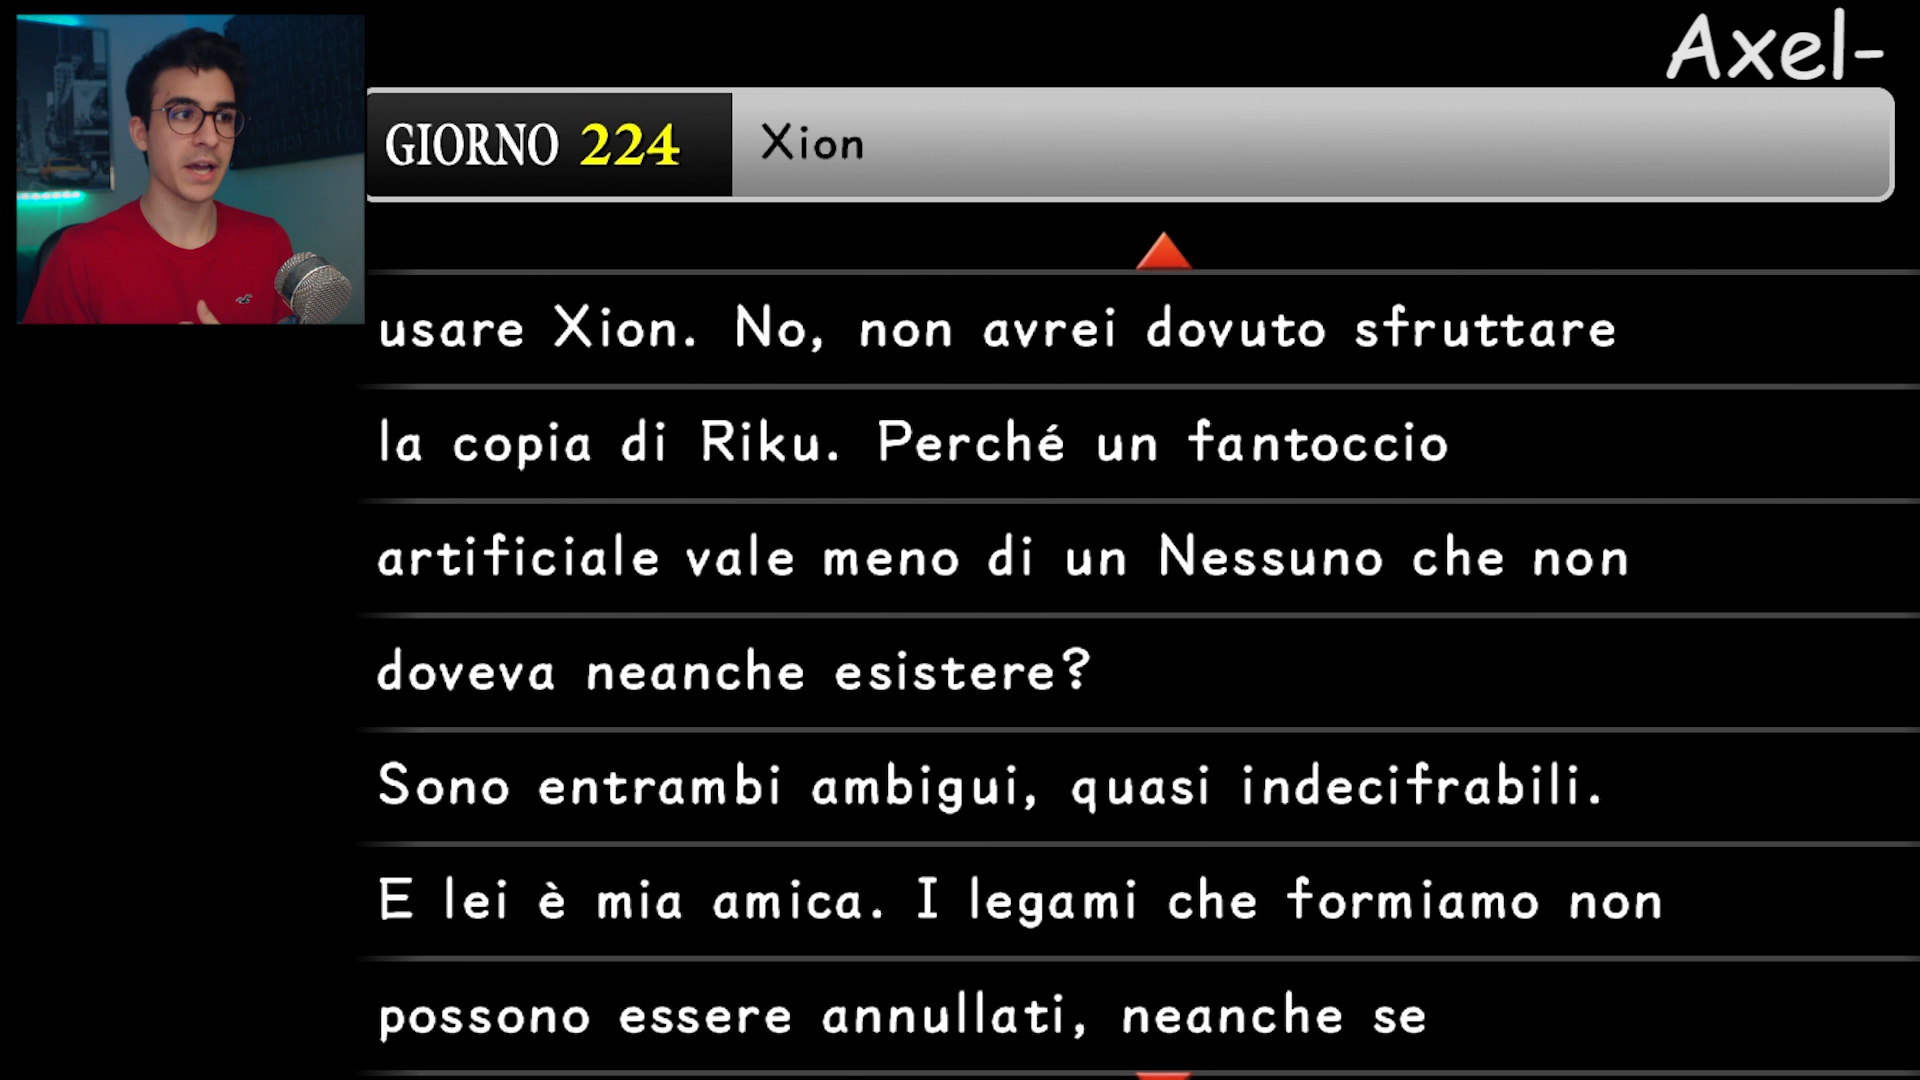 Axel-
GIORNO 224 Xion
usare Xion. No, non avrei dovuto sfruttare
la copia di Riku. Perché un fantoccio
artificiale vale meno di un Nessuno che non
doveva neanche esistere?
Sono entrambi ambigui, quasi indecifrabili.
E lei è mia amica. I legami che formiamo non
possono essere annullati, neanche se